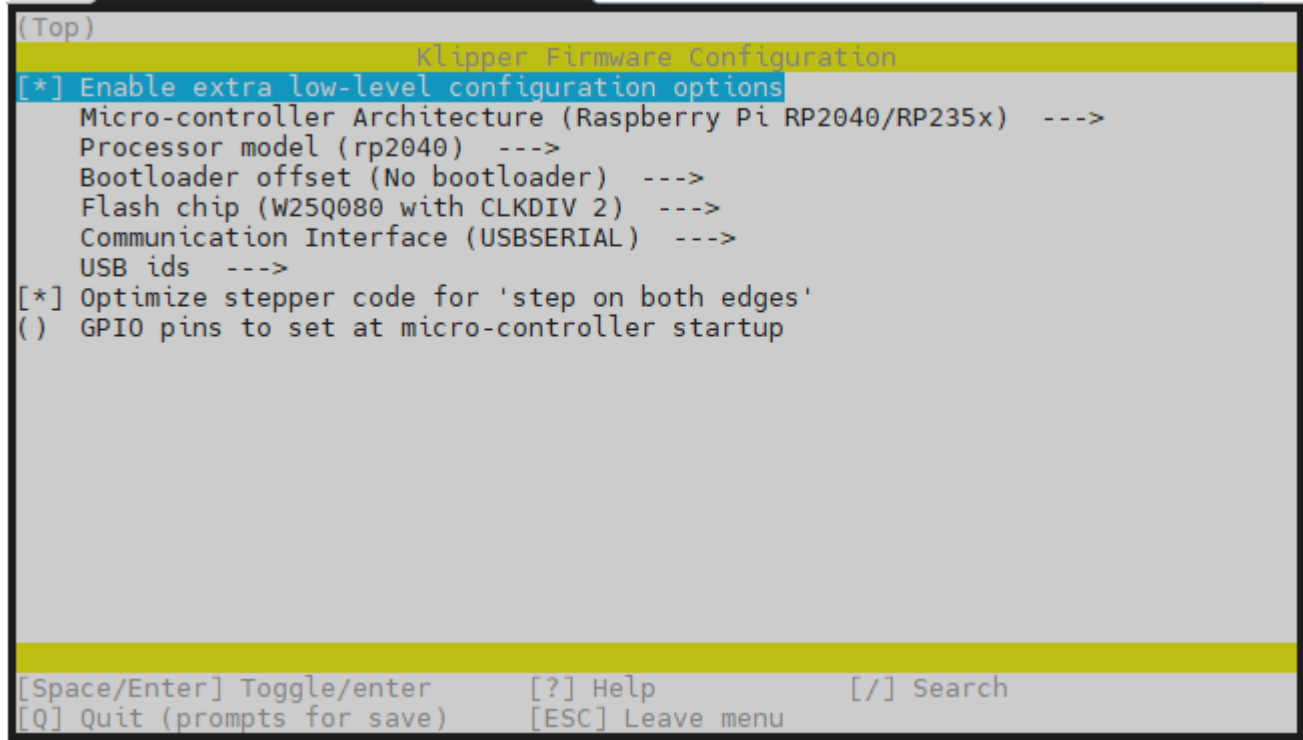 (Top)
Klipper Firmware Configuration
[*] Enable extra low-level configuration options
Micro-controller Architecture (Raspberry Pi RP2040/RP235x)  --->
Processor model (rp2040)  --->
Bootloader offset (No bootloader)  --->
Flash chip (W25Q080 with CLKDIV 2)  --->
Communication Interface (USBSERIAL)  --->
USB ids  --->
[*] Optimize stepper code for 'step on both edges'
()  GPIO pins to set at micro-controller startup
[Space/Enter] Toggle/enter      [?] Help            [/] Search
[Q] Quit (prompts for save)     [ESC] Leave menu